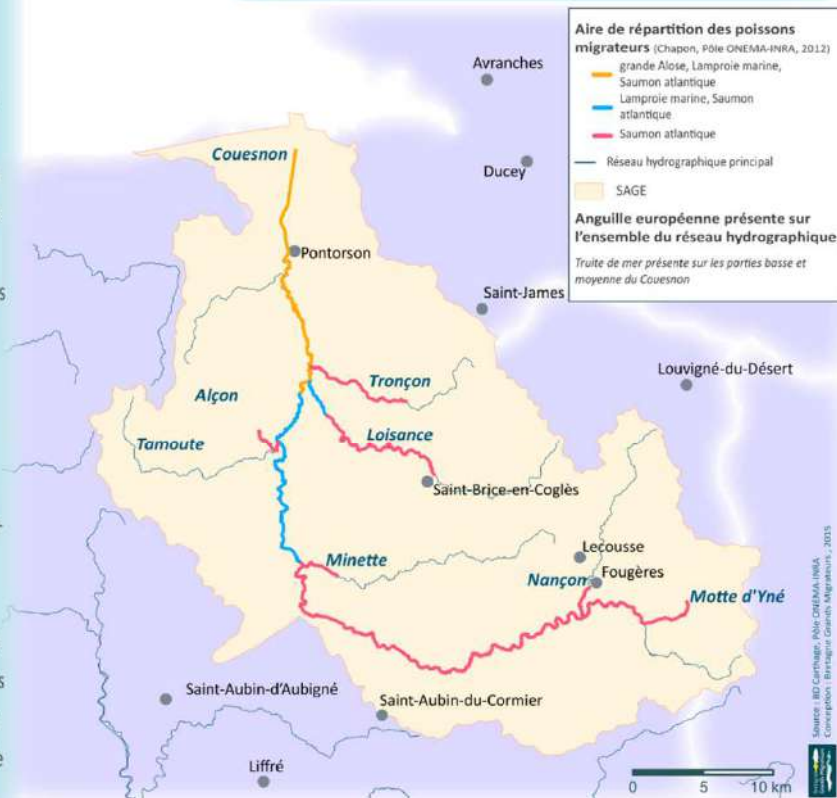 Aire de répartition des poissons
migrateurs (Chapon, Pôle ONEMA-INRA, 2012)
grande Alose, Lamproie marine,
Saumon atlantique
Lamproie marine, Saumon
atlantique
Saumon atlantique
Réseau hydrographique principal
SAGE
Anguille européenne présente sur
l'ensemble du réseau hydrographique
Truite de mer présente sur les parties basse et
moyenne du Couesnon
Avranches
Couesnon
Ducey
Pontorson
Saint-James
Louvigné-du-Désert
Tronçon
Alçon
Loisance
Tamoute
Saint-Brice-en-Coglès
Lecousse
Minette
Nançon
Fougères
Motte d'Yné
Saint-Aubin-d'Aubigné
Saint-Aubin-du-Cormier
Liffré
0 5 10 km
Source : BD Carthage, Pôle ONEMA-INRA
Conception : Bretagne Grands Migrateurs, 2015